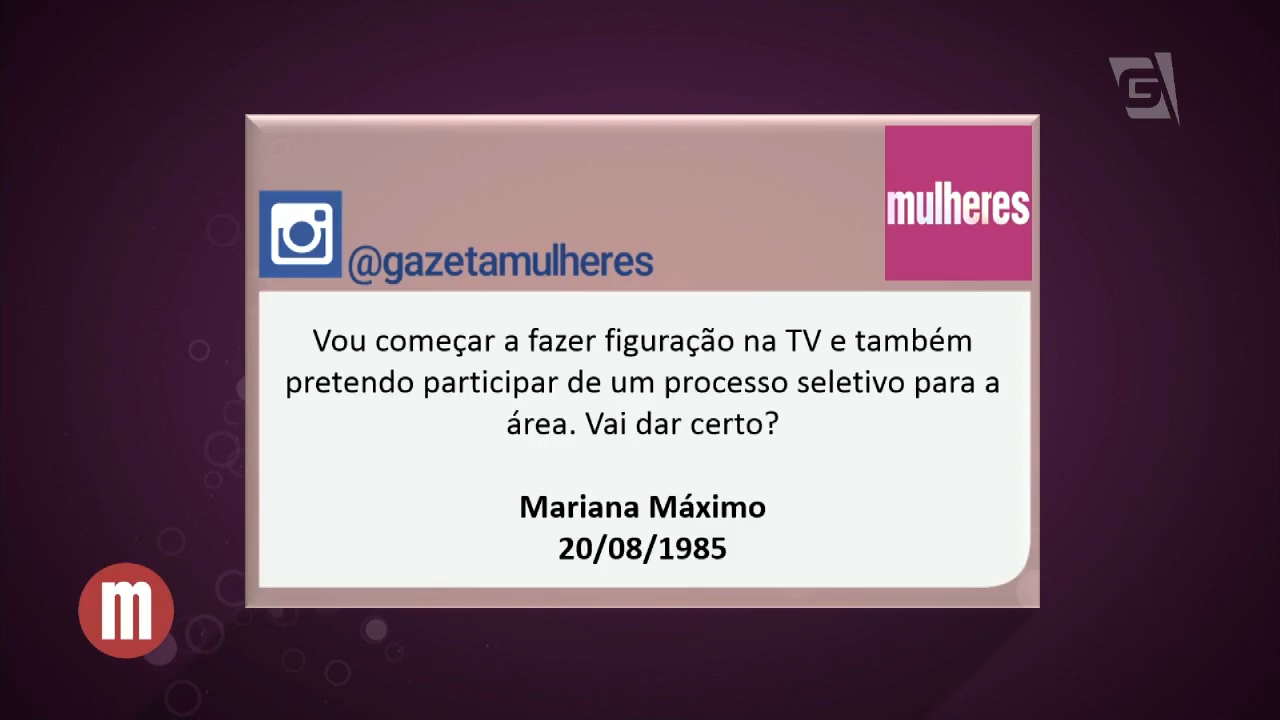 G
mulheres
@gazetamulheres
Vou começar a fazer figuração na TV e também
pretendo participar de um processo seletivo para a
área. Vai dar certo?
Mariana Máximo
20/08/1985
m